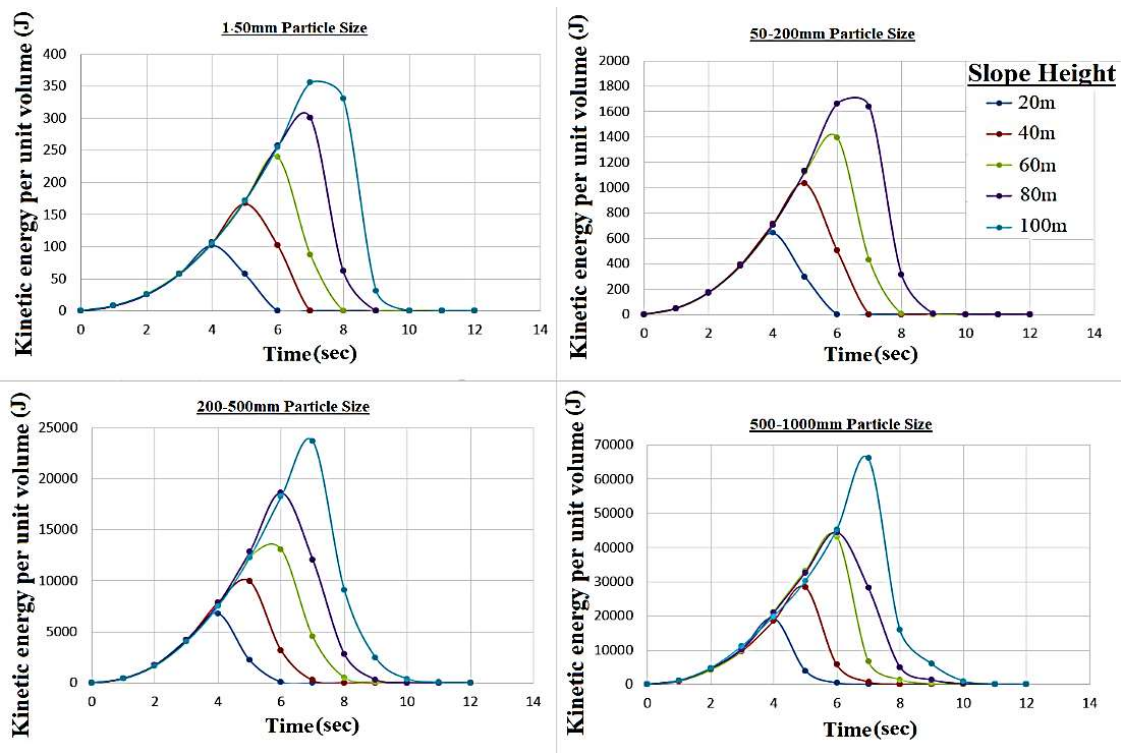 1-50mm Particle Size
Kinetic energy per unit volume (J)
400
350
300
250
200
150
100
50
0
0 2 4 6 8 10 12 14
Time(sec)
50-200mm Particle Size
Kinetic energy per unit volume (J)
2000
1800
1600
1400
1200
1000
800
600
400
200
0
0 2 4 6 8 10 12 14
Time(sec)
Slope Height
20m
40m
60m
80m
100m
200-500mm Particle Size
Kinetic energy per unit volume (J)
25000
20000
15000
10000
5000
0
0 2 4 6 8 10 12 14
Time(sec)
500-1000mm Particle Size
Kinetic energy per unit volume (J)
70000
60000
50000
40000
30000
20000
10000
0
0 2 4 6 8 10 12 14
Time(sec)